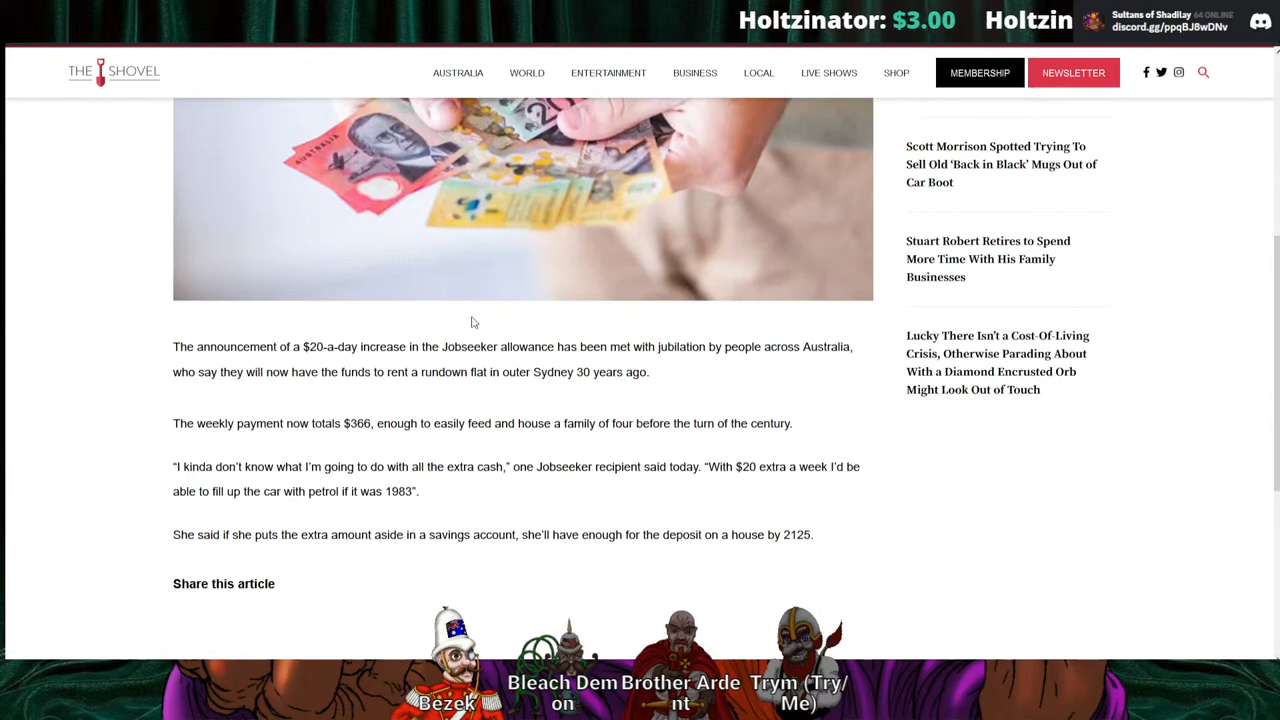 Holtzinator: $3.00
Holtzin
Sultans of Shadilay 64 ONLINE
discord.gg/ppqBJ8wDNv
THE SHOVEL
AUSTRALIA
WORLD
ENTERTAINMENT
BUSINESS
LOCAL
LIVE SHOWS
SHOP
MEMBERSHIP
NEWSLETTER
AUSTRALIA
Scott Morrison Spotted Trying To
Sell Old ‘Back in Black’ Mugs Out of
Car Boot
Stuart Robert Retires to Spend
More Time With His Family
Businesses
Lucky There Isn't a Cost-Of-Living
Crisis, Otherwise Parading About
With a Diamond Encrusted Orb
Might Look Out of Touch
The announcement of a $20-a-day increase in the Jobseeker allowance has been met with jubilation by people across Australia,
who say they will now have the funds to rent a rundown flat in outer Sydney 30 years ago.
The weekly payment now totals $366, enough to easily feed and house a family of four before the turn of the century.
“I kinda don’t know what I’m going to do with all the extra cash,” one Jobseeker recipient said today. “With $20 extra a week I’d be
able to fill up the car with petrol if it was 1983”.
She said if she puts the extra amount aside in a savings account, she’ll have enough for the deposit on a house by 2125.
Share this article
Bezek
Bleach Dem
on
Brother Arde
nt
Trym (Try/
Me)